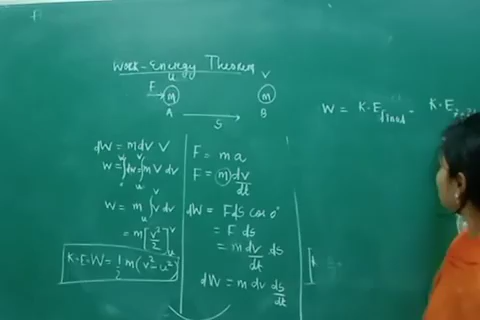 Work-Energy Theorem
u v
F m m
A B
S
W = K·E final - K·E
dW = m dv v
W = ∫dw = ∫ m v dv
W = m ∫ v dv
= m [v²/2]
K·E=W = 1/2 m(v²-u²)
F = ma
F = m dv/dt
dW = F ds cos 0°
= F ds
= m dv/dt ds
dW = m dv ds/dt